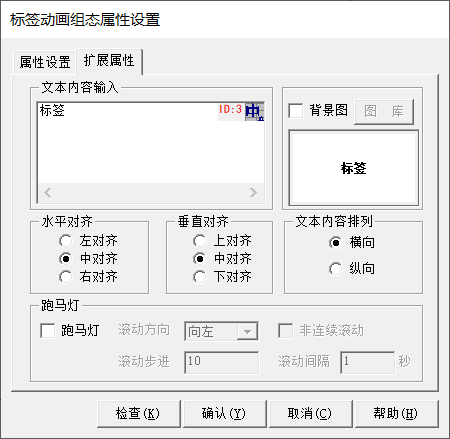 标签动画组态属性设置
属性设置 扩展属性
文本内容输入
标签 ID:3 中
背景图 图 库
标签
水平对齐
左对齐
中对齐
右对齐
垂直对齐
上对齐
中对齐
下对齐
文本内容排列
横向
纵向
跑马灯
跑马灯 滚动方向 向左 非连续滚动
滚动步进 10 滚动间隔 1 秒
检查(K) 确认(Y) 取消(C) 帮助(H)